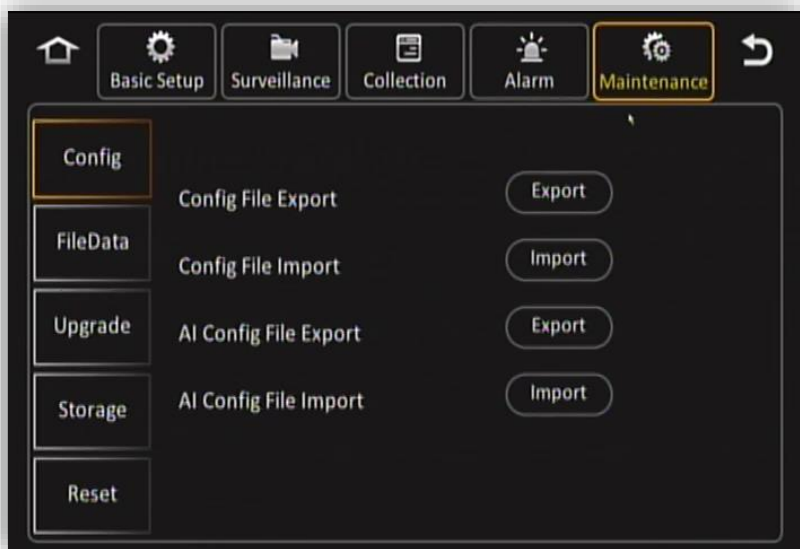 Basic Setup
Surveillance
Collection
Alarm
Maintenance
Config
FileData
Upgrade
Storage
Reset
Config File Export
Export
Config File Import
Import
AI Config File Export
Export
AI Config File Import
Import